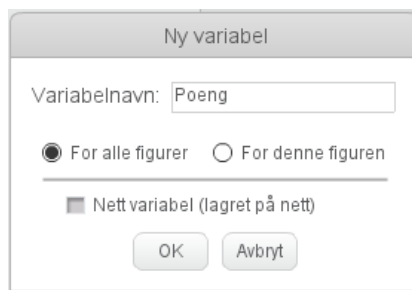 Ny variabel
Variabelnavn: Poeng
For alle figurer For denne figuren
Nett variabel (lagret på nett)
OK Avbryt